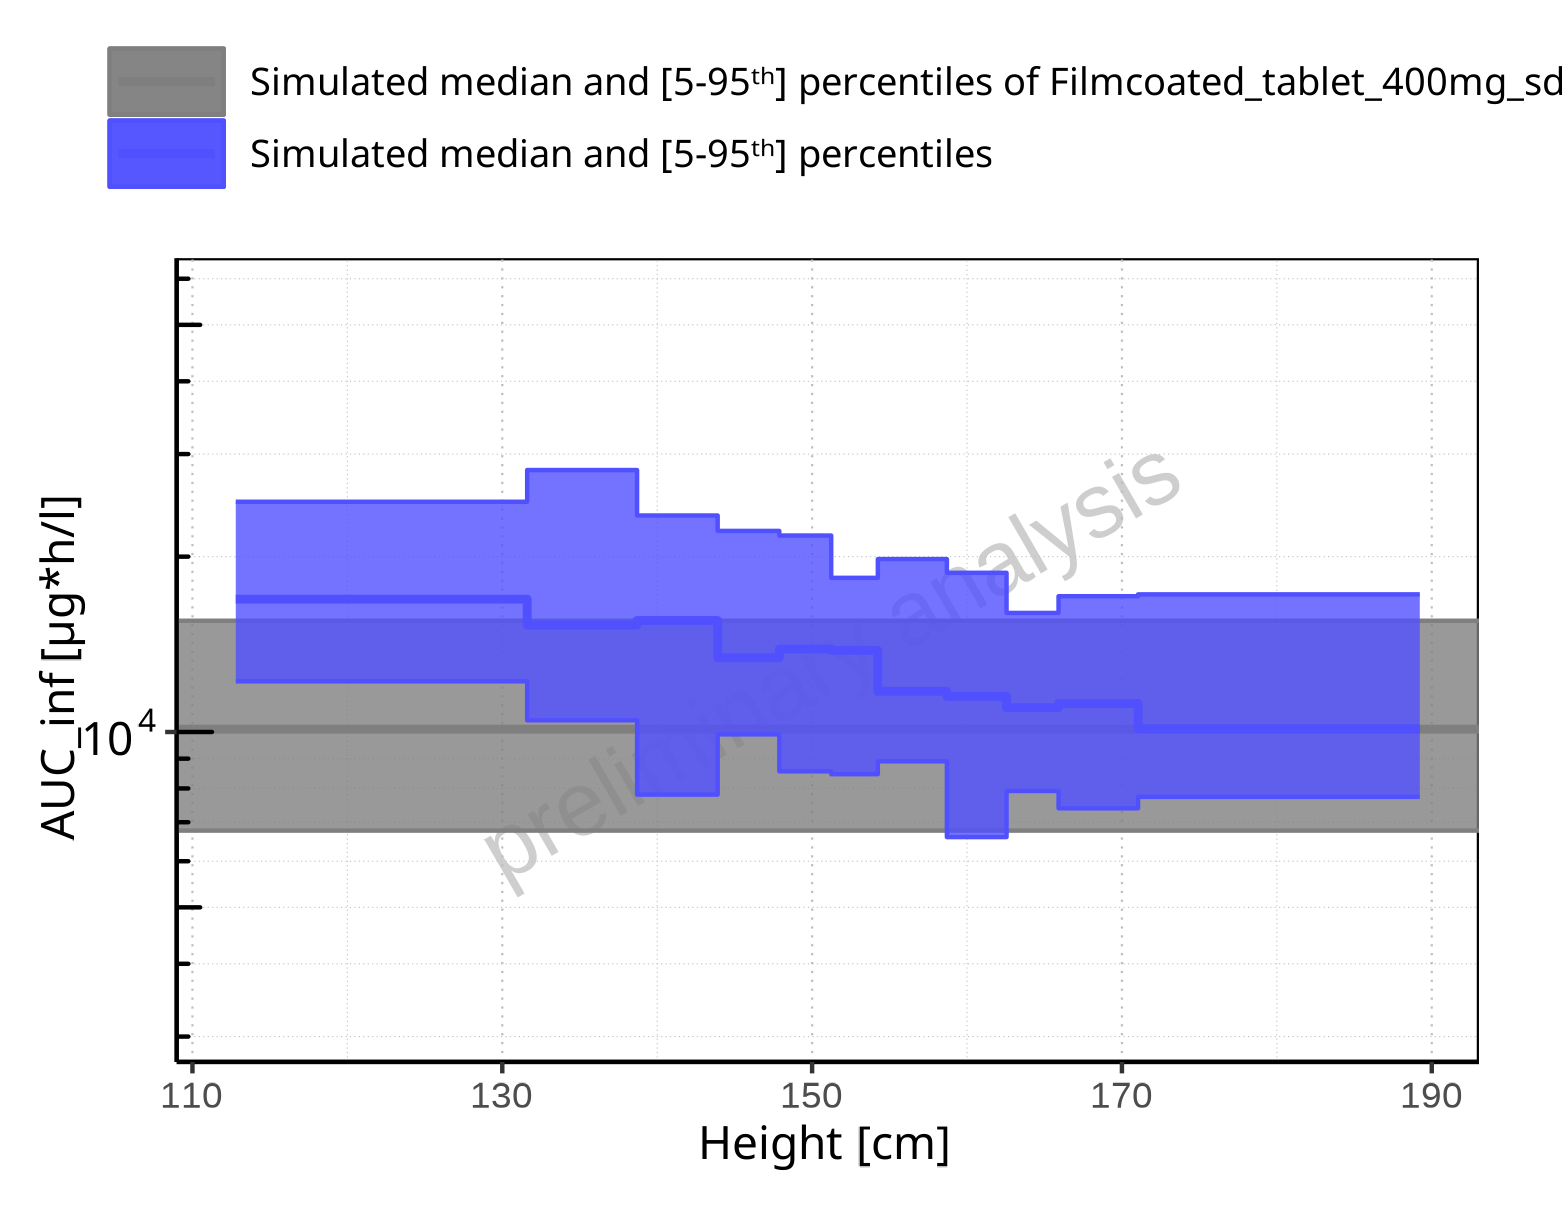 Simulated median and [5-95ᵗʰ] percentiles of Filmcoated_tablet_400mg_sd
Simulated median and [5-95ᵗʰ] percentiles
AUC_inf [µg*h/l]
10⁴
preliminary analysis
110 130 150 170 190
Height [cm]